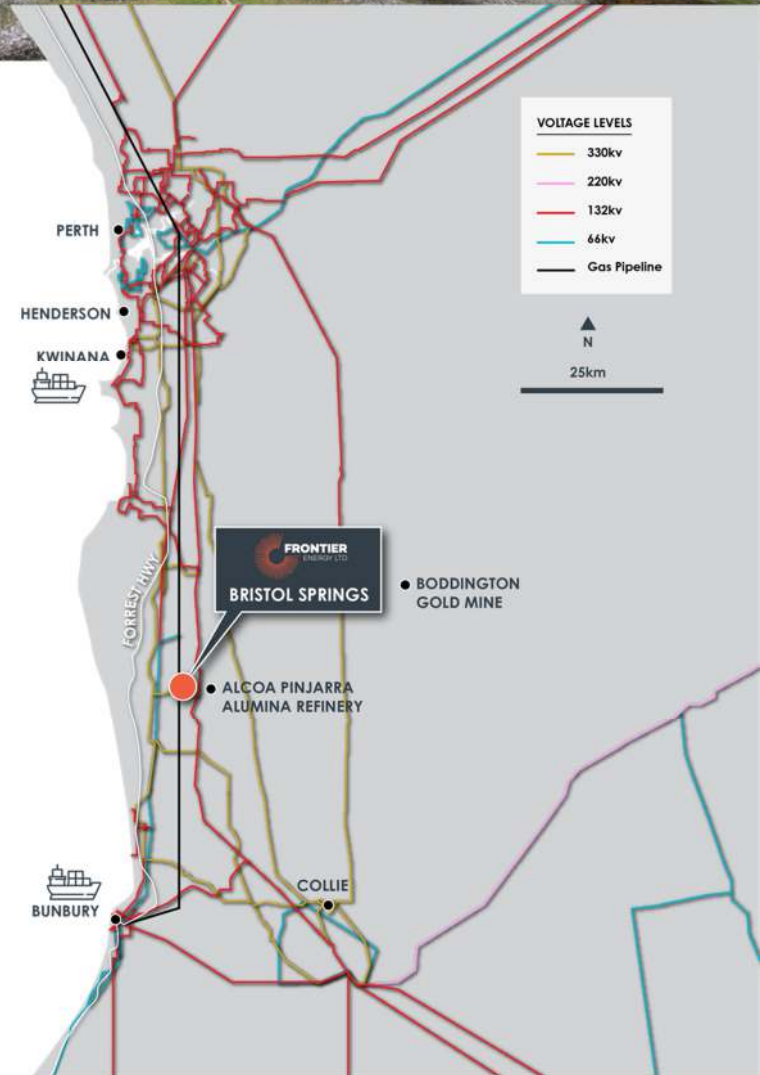 VOLTAGE LEVELS
330kv
220kv
132kv
66kv
Gas Pipeline
N
25km
PERTH
HENDERSON
KWINANA
FORREST HWY
FRONTIER
ENERGY LTD
BRISTOL SPRINGS
BODDINGTON
GOLD MINE
ALCOA PINJARRA
ALUMINA REFINERY
COLLIE
BUNBURY